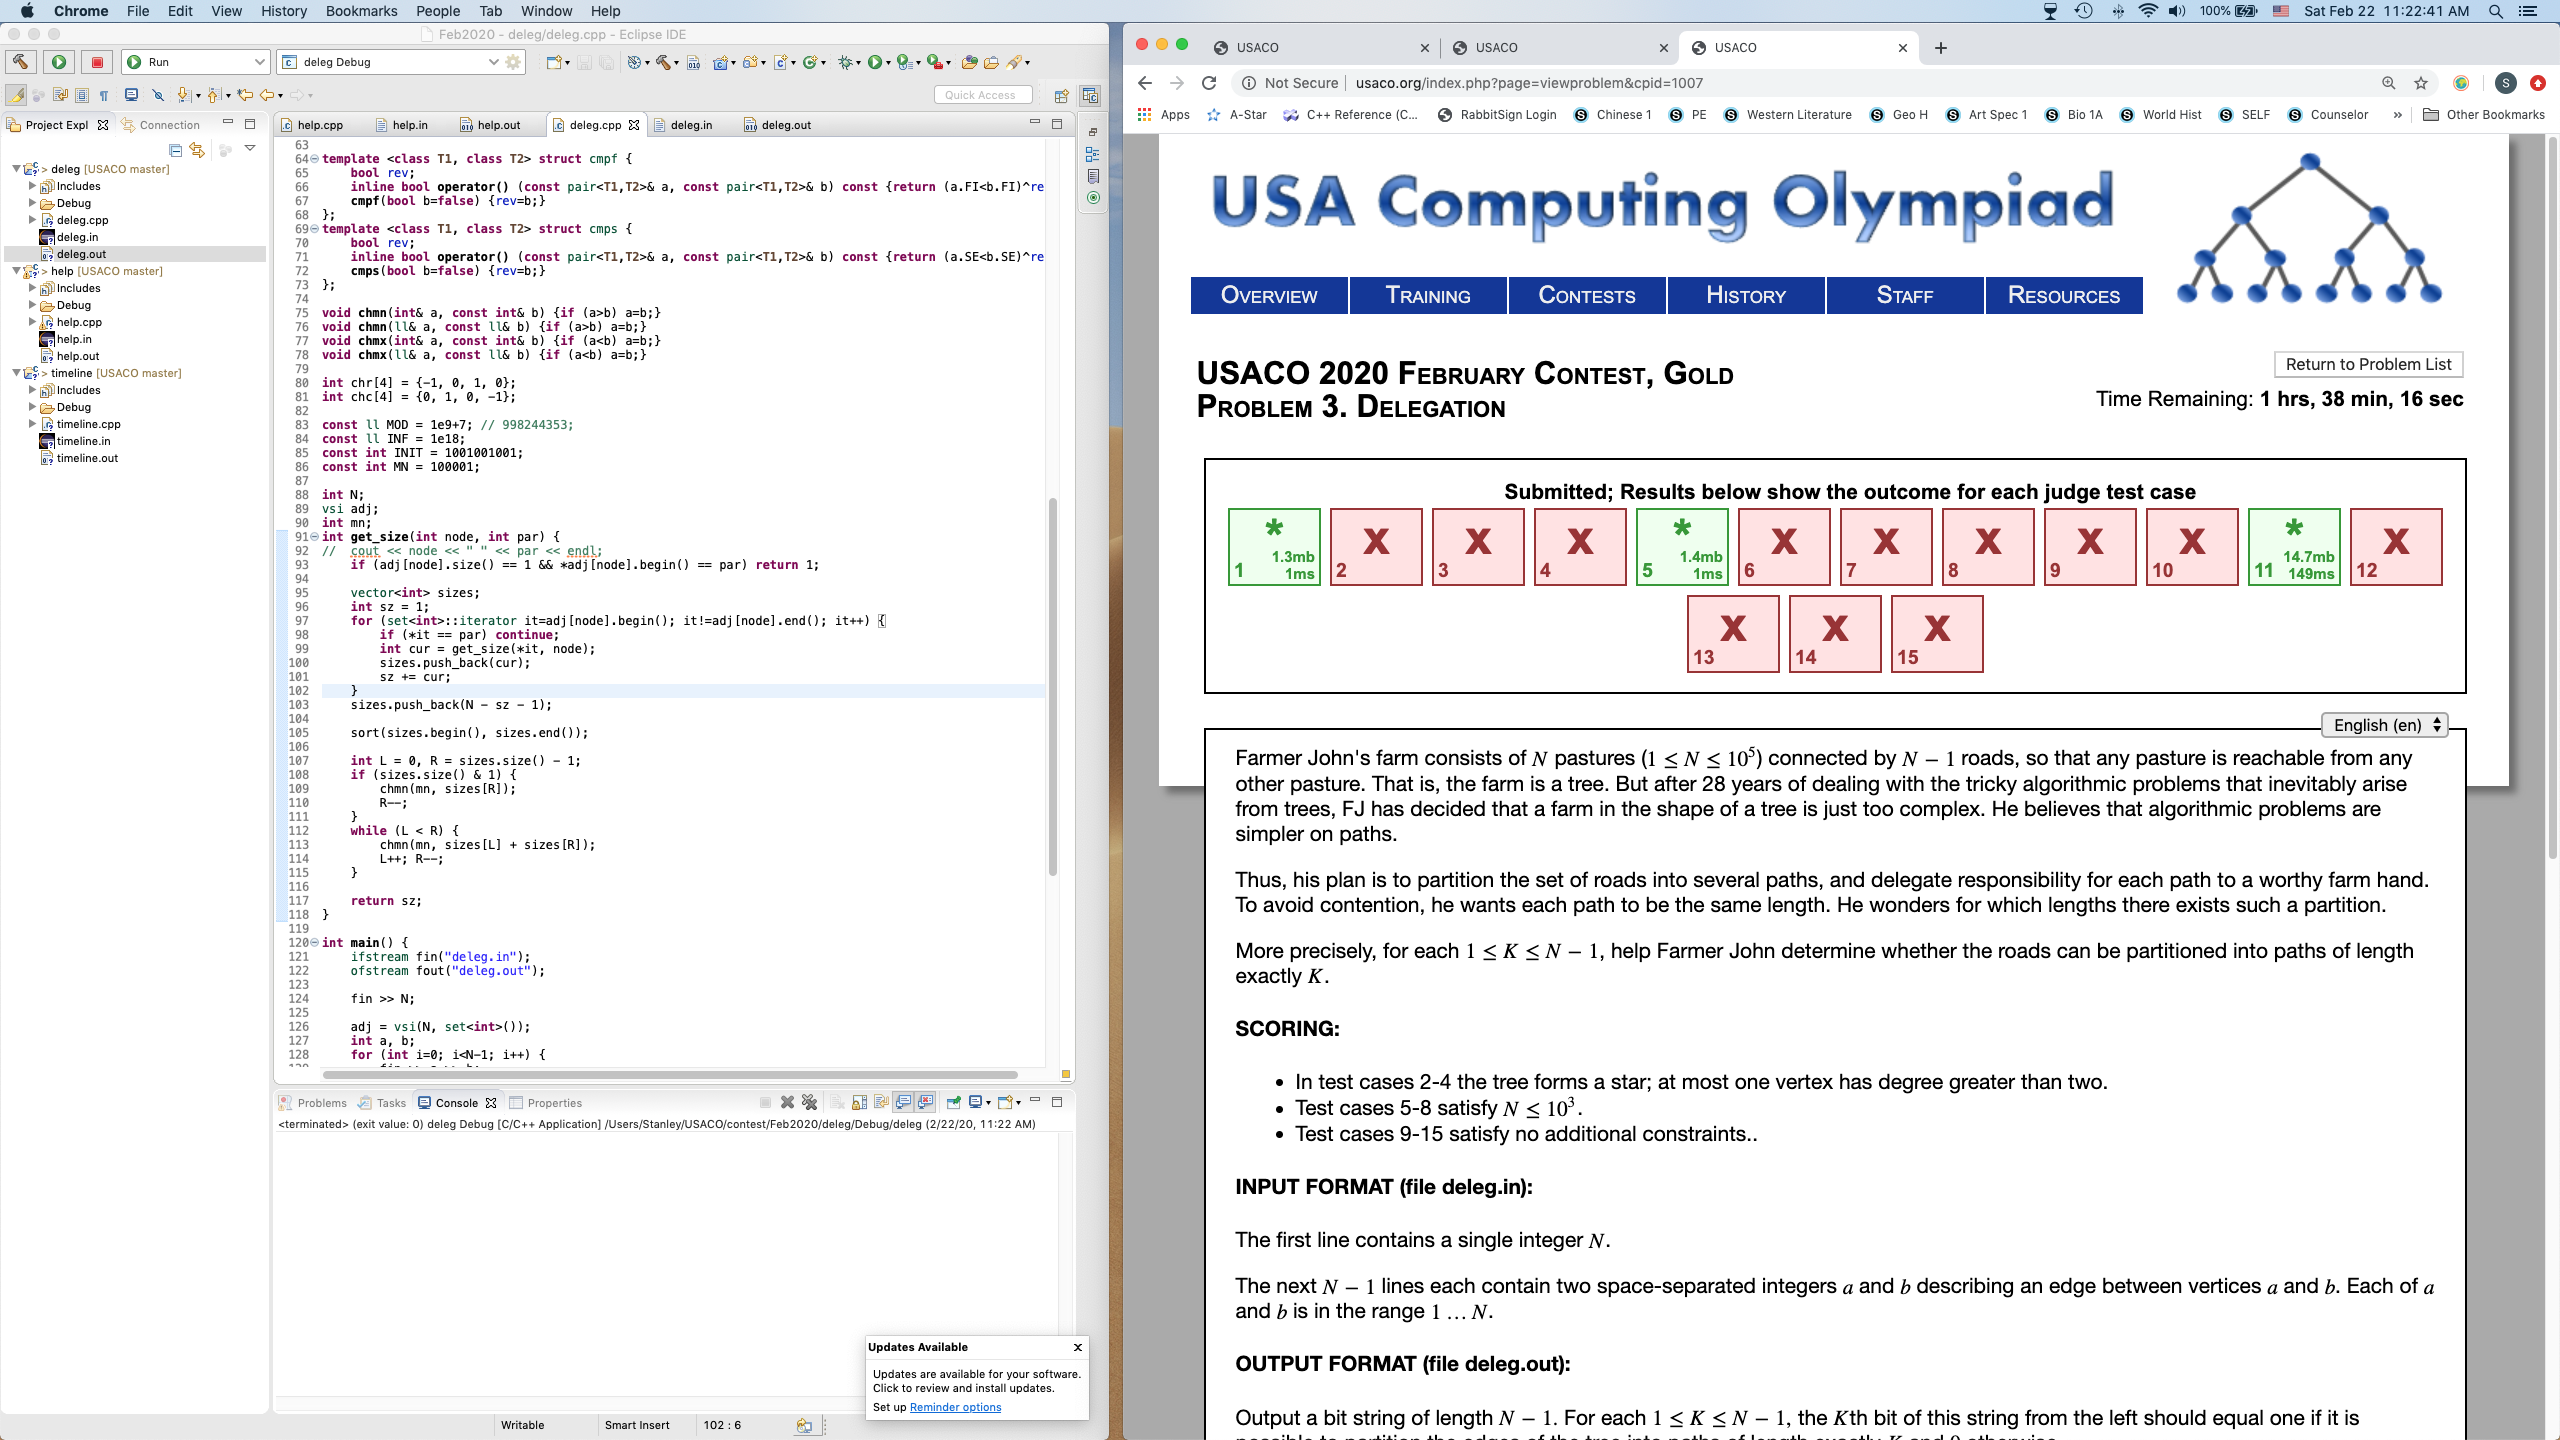 Chrome File Edit View History Bookmarks People Tab Window Help
100% Sat Feb 22 11:22:41 AM
Feb2020 - deleg/deleg.cpp - Eclipse IDE
Run
deleg Debug
Quick Access
Project Expl
Connection
deleg [USACO master]
Includes
Debug
deleg.cpp
deleg.in
deleg.out
help [USACO master]
Includes
Debug
help.cpp
help.in
help.out
timeline [USACO master]
Includes
Debug
timeline.cpp
timeline.in
timeline.out
help.cpp help.in help.out deleg.cpp deleg.in deleg.out
63
64 template <class T1, class T2> struct cmpf {
65 bool rev;
66 inline bool operator() (const pair<T1,T2>& a, const pair<T1,T2>& b) const {return (a.FI<b.FI)^re
67 cmpf(bool b=false) {rev=b;}
68 };
69 template <class T1, class T2> struct cmps {
70 bool rev;
71 inline bool operator() (const pair<T1,T2>& a, const pair<T1,T2>& b) const {return (a.SE<b.SE)^re
72 cmps(bool b=false) {rev=b;}
73 };
74
75 void chmn(int& a, const int& b) {if (a>b) a=b;}
76 void chmn(ll& a, const ll& b) {if (a>b) a=b;}
77 void chmx(int& a, const int& b) {if (a<b) a=b;}
78 void chmx(ll& a, const ll& b) {if (a<b) a=b;}
79
80 int chr[4] = {-1, 0, 1, 0};
81 int chc[4] = {0, 1, 0, -1};
82
83 const ll MOD = 1e9+7; // 998244353;
84 const ll INF = 1e18;
85 const int INIT = 1001001001;
86 const int MN = 100001;
87
88 int N;
89 vsi adj;
90 int mn;
91 int get_size(int node, int par) {
92 // cout << node << " " << par << endl;
93 if (adj[node].size() == 1 && *adj[node].begin() == par) return 1;
94
95 vector<int> sizes;
96 int sz = 1;
97 for (set<int>::iterator it=adj[node].begin(); it!=adj[node].end(); it++) {
98 if (*it == par) continue;
99 int cur = get_size(*it, node);
100 sizes.push_back(cur);
101 sz += cur;
102 }
103 sizes.push_back(N - sz - 1);
104
105 sort(sizes.begin(), sizes.end());
106
107 int L = 0, R = sizes.size() - 1;
108 if (sizes.size() & 1) {
109 chmn(mn, sizes[R]);
110 R--;
111 }
112 while (L < R) {
113 chmn(mn, sizes[L] + sizes[R]);
114 L++; R--;
115 }
116
117 return sz;
118 }
119
120 int main() {
121 ifstream fin("deleg.in");
122 ofstream fout("deleg.out");
123
124 fin >> N;
125
126 adj = vsi(N, set<int>());
127 int a, b;
128 for (int i=0; i<N-1; i++) {
Problems Tasks Console Properties
<terminated> (exit value: 0) deleg Debug [C/C++ Application] /Users/Stanley/USACO/contest/Feb2020/deleg/Debug/deleg (2/22/20, 11:22 AM)
Updates Available x
Updates are available for your software.
Click to review and install updates.
Set up Reminder options
Writable Smart Insert 102 : 6
USACO USACO USACO
Not Secure usaco.org/index.php?page=viewproblem&cpid=1007
S
Apps A-Star C++ Reference (C... RabbitSign Login Chinese 1 PE Western Literature Geo H Art Spec 1 Bio 1A World Hist SELF Counselor » Other Bookmarks
USA Computing Olympiad
OVERVIEW TRAINING CONTESTS HISTORY STAFF RESOURCES
USACO 2020 FEBRUARY CONTEST, GOLD
PROBLEM 3. DELEGATION
Return to Problem List
Time Remaining: 1 hrs, 38 min, 16 sec
Submitted; Results below show the outcome for each judge test case
* x x x * x x x x x * x
1.3mb 1.4mb 14.7mb
1 1ms 2 3 4 5 1ms 6 7 8 9 10 11 149ms 12
x x x
13 14 15
English (en)
Farmer John's farm consists of N pastures (1 ≤ N ≤ 10⁵) connected by N − 1 roads, so that any pasture is reachable from any
other pasture. That is, the farm is a tree. But after 28 years of dealing with the tricky algorithmic problems that inevitably arise
from trees, FJ has decided that a farm in the shape of a tree is just too complex. He believes that algorithmic problems are
simpler on paths.
Thus, his plan is to partition the set of roads into several paths, and delegate responsibility for each path to a worthy farm hand.
To avoid contention, he wants each path to be the same length. He wonders for which lengths there exists such a partition.
More precisely, for each 1 ≤ K ≤ N − 1, help Farmer John determine whether the roads can be partitioned into paths of length
exactly K.
SCORING:
• In test cases 2-4 the tree forms a star; at most one vertex has degree greater than two.
• Test cases 5-8 satisfy N ≤ 10³.
• Test cases 9-15 satisfy no additional constraints..
INPUT FORMAT (file deleg.in):
The first line contains a single integer N.
The next N − 1 lines each contain two space-separated integers a and b describing an edge between vertices a and b. Each of a
and b is in the range 1 … N.
OUTPUT FORMAT (file deleg.out):
Output a bit string of length N − 1. For each 1 ≤ K ≤ N − 1, the Kth bit of this string from the left should equal one if it is